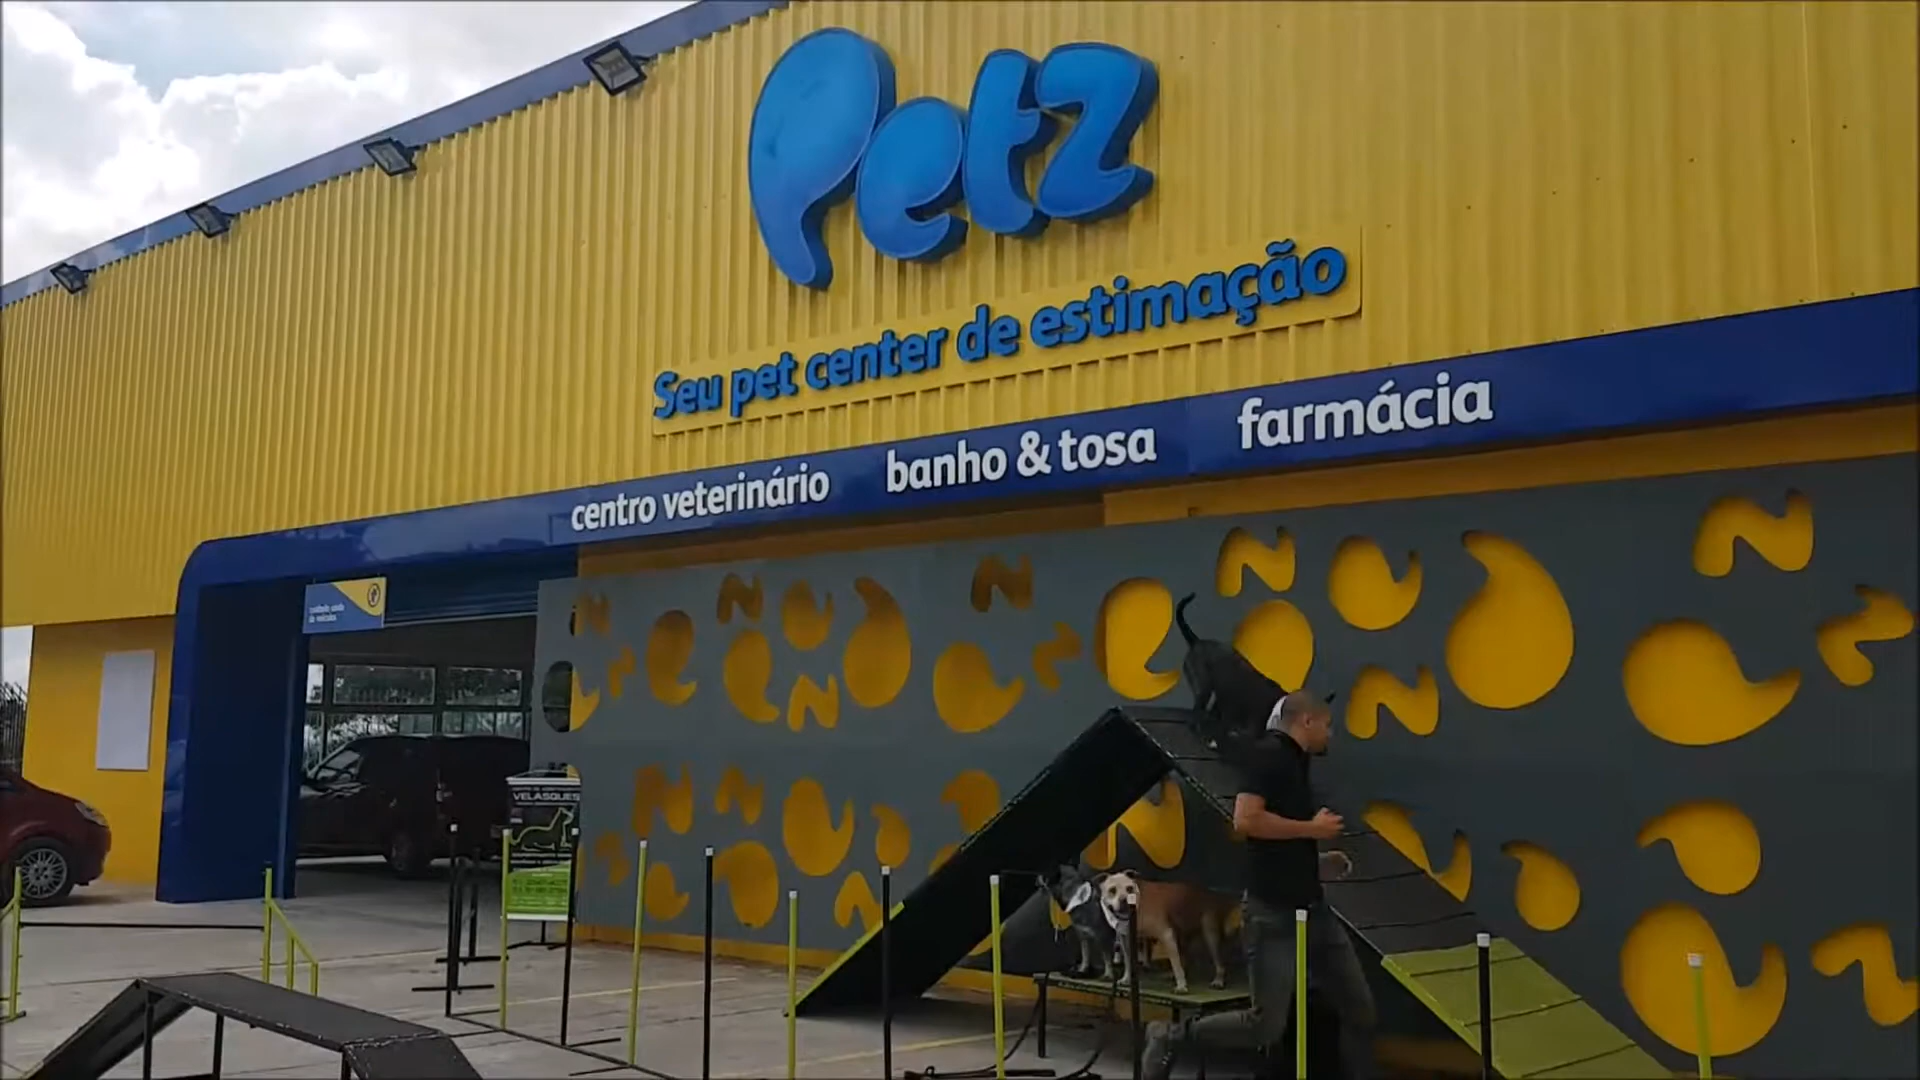 Petz
Seu pet center de estimação
centro veterinário banho & tosa farmácia
VELASQUES